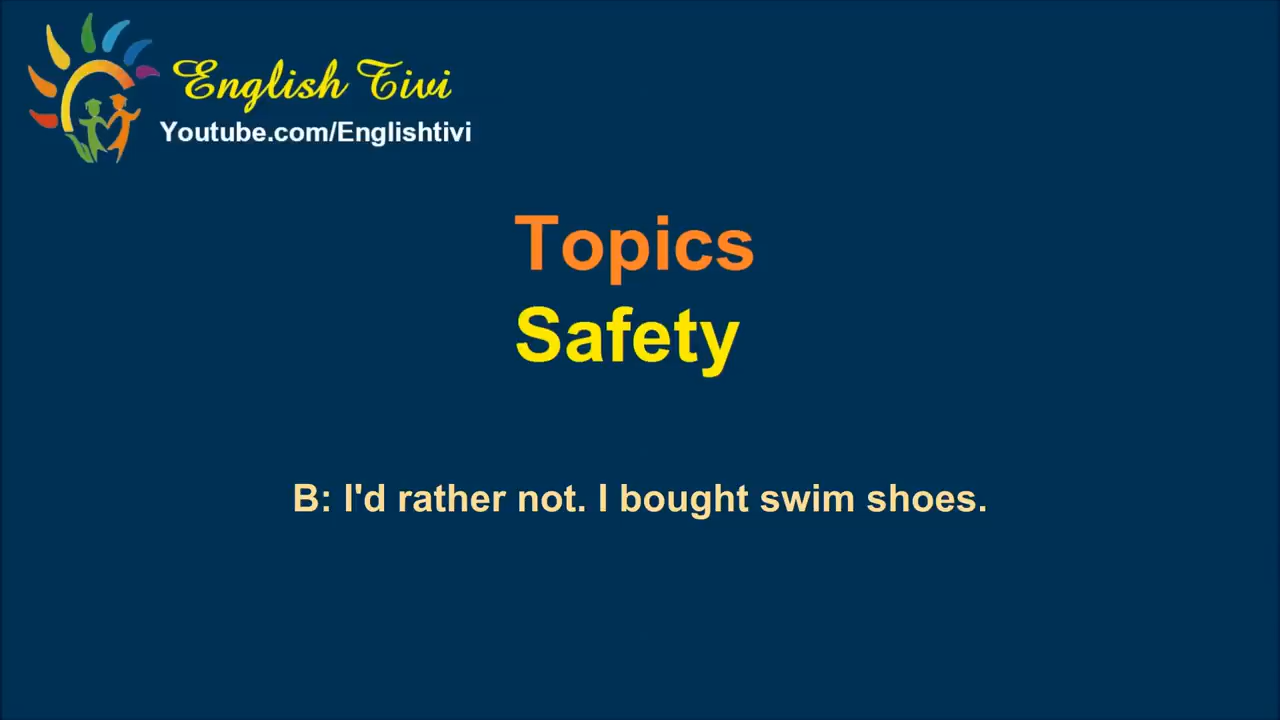 English Tivi
Youtube.com/Englishtivi
Topics
Safety
B: I'd rather not. I bought swim shoes.